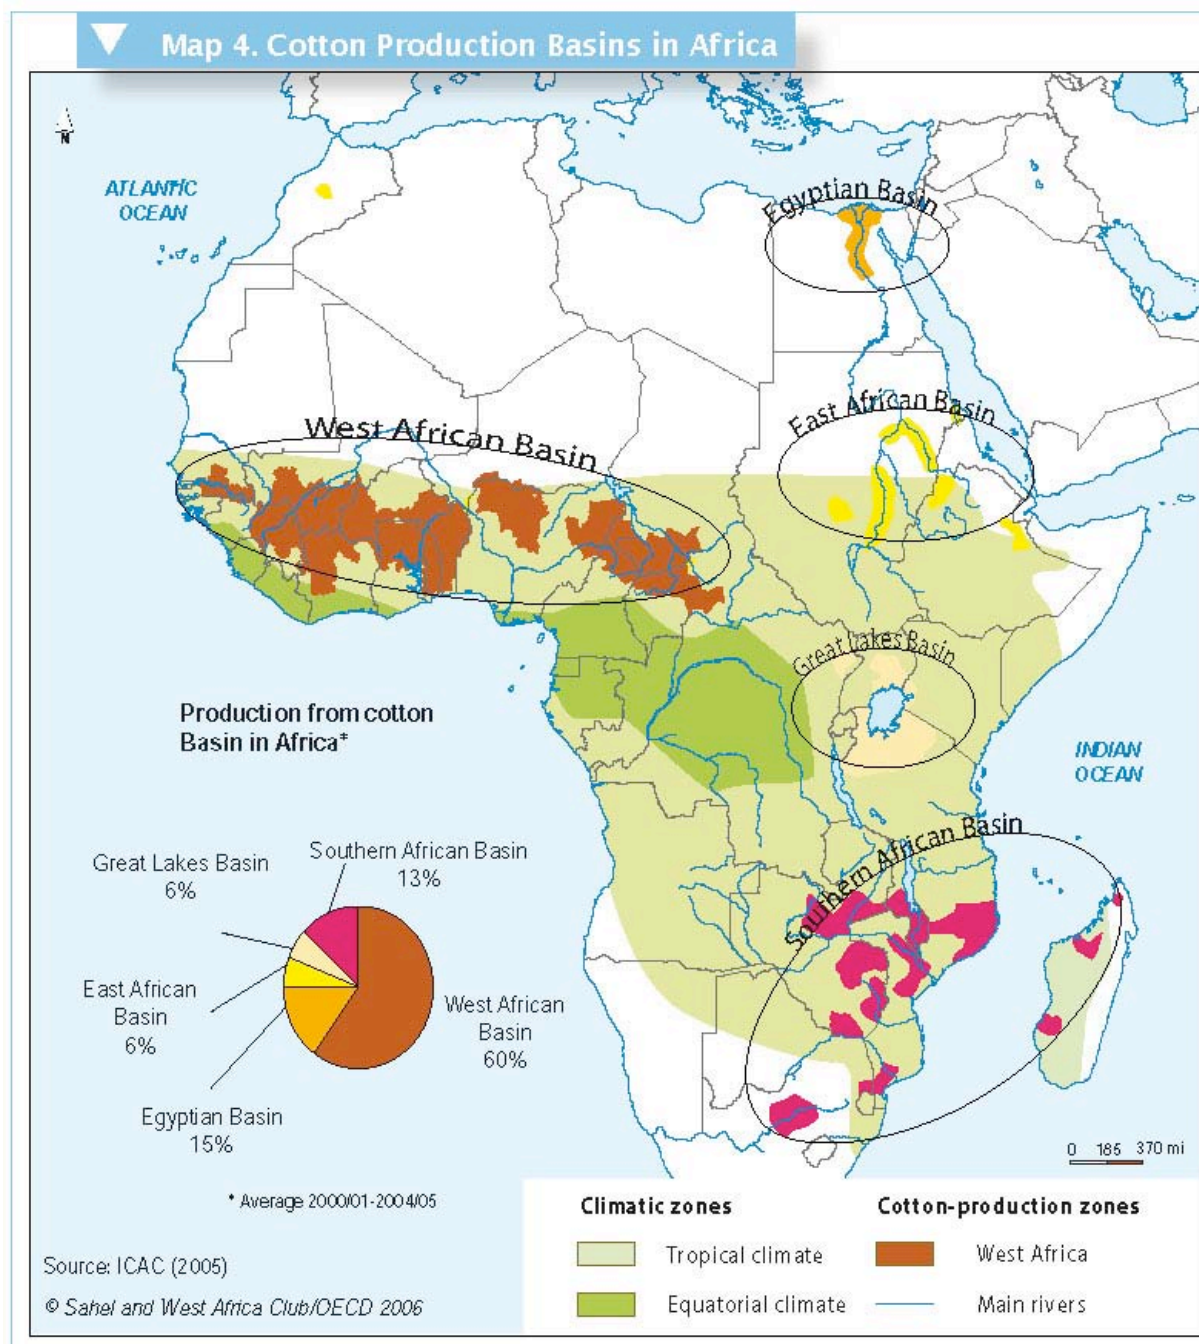 Map 4. Cotton Production Basins in Africa
N
ATLANTIC
OCEAN
Egyptian Basin
East African Basin
West African Basin
Great Lakes Basin
Production from cotton
Basin in Africa*
INDIAN
OCEAN
Southern African Basin
Southern African Basin
13%
Great Lakes Basin
6%
East African
Basin
6%
West African
Basin
60%
Egyptian Basin
15%
* Average 2000/01-2004/05
0 185 370 mi
Climatic zones
Tropical climate
Equatorial climate
Cotton-production zones
West Africa
Main rivers
Source: ICAC (2005)
© Sahel and West Africa Club/OECD 2006